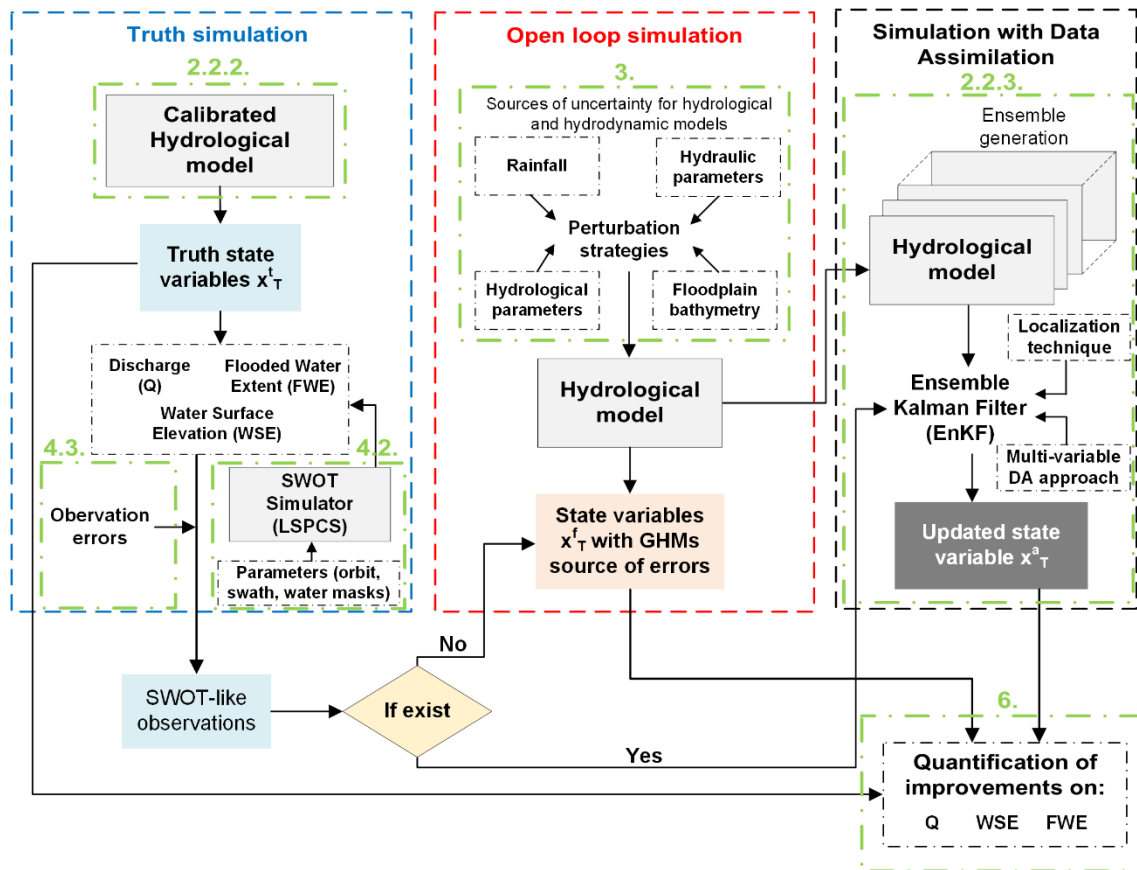 Truth simulation
2.2.2.
Calibrated
Hydrological
model
Truth state
variables x^t_T
Discharge
(Q)
Flooded Water
Extent (FWE)
Water Surface
Elevation (WSE)
4.3.
4.2.
Obervation
errors
SWOT
Simulator
(LSPCS)
Parameters (orbit,
swath, water masks)
SWOT-like
observations
If exist
No
Yes
Open loop simulation
3.
Sources of uncertainty for hydrological
and hydrodynamic models
Rainfall
Hydraulic
parameters
Perturbation
strategies
Hydrological
parameters
Floodplain
bathymetry
Hydrological
model
State variables
x^f_T with GHMs
source of errors
Simulation with Data
Assimilation
2.2.3.
Ensemble
generation
Hydrological
model
Localization
technique
Ensemble
Kalman Filter
(EnKF)
Multi-variable
DA approach
Updated state
variable x^a_T
6.
Quantification of
improvements on:
Q WSE FWE